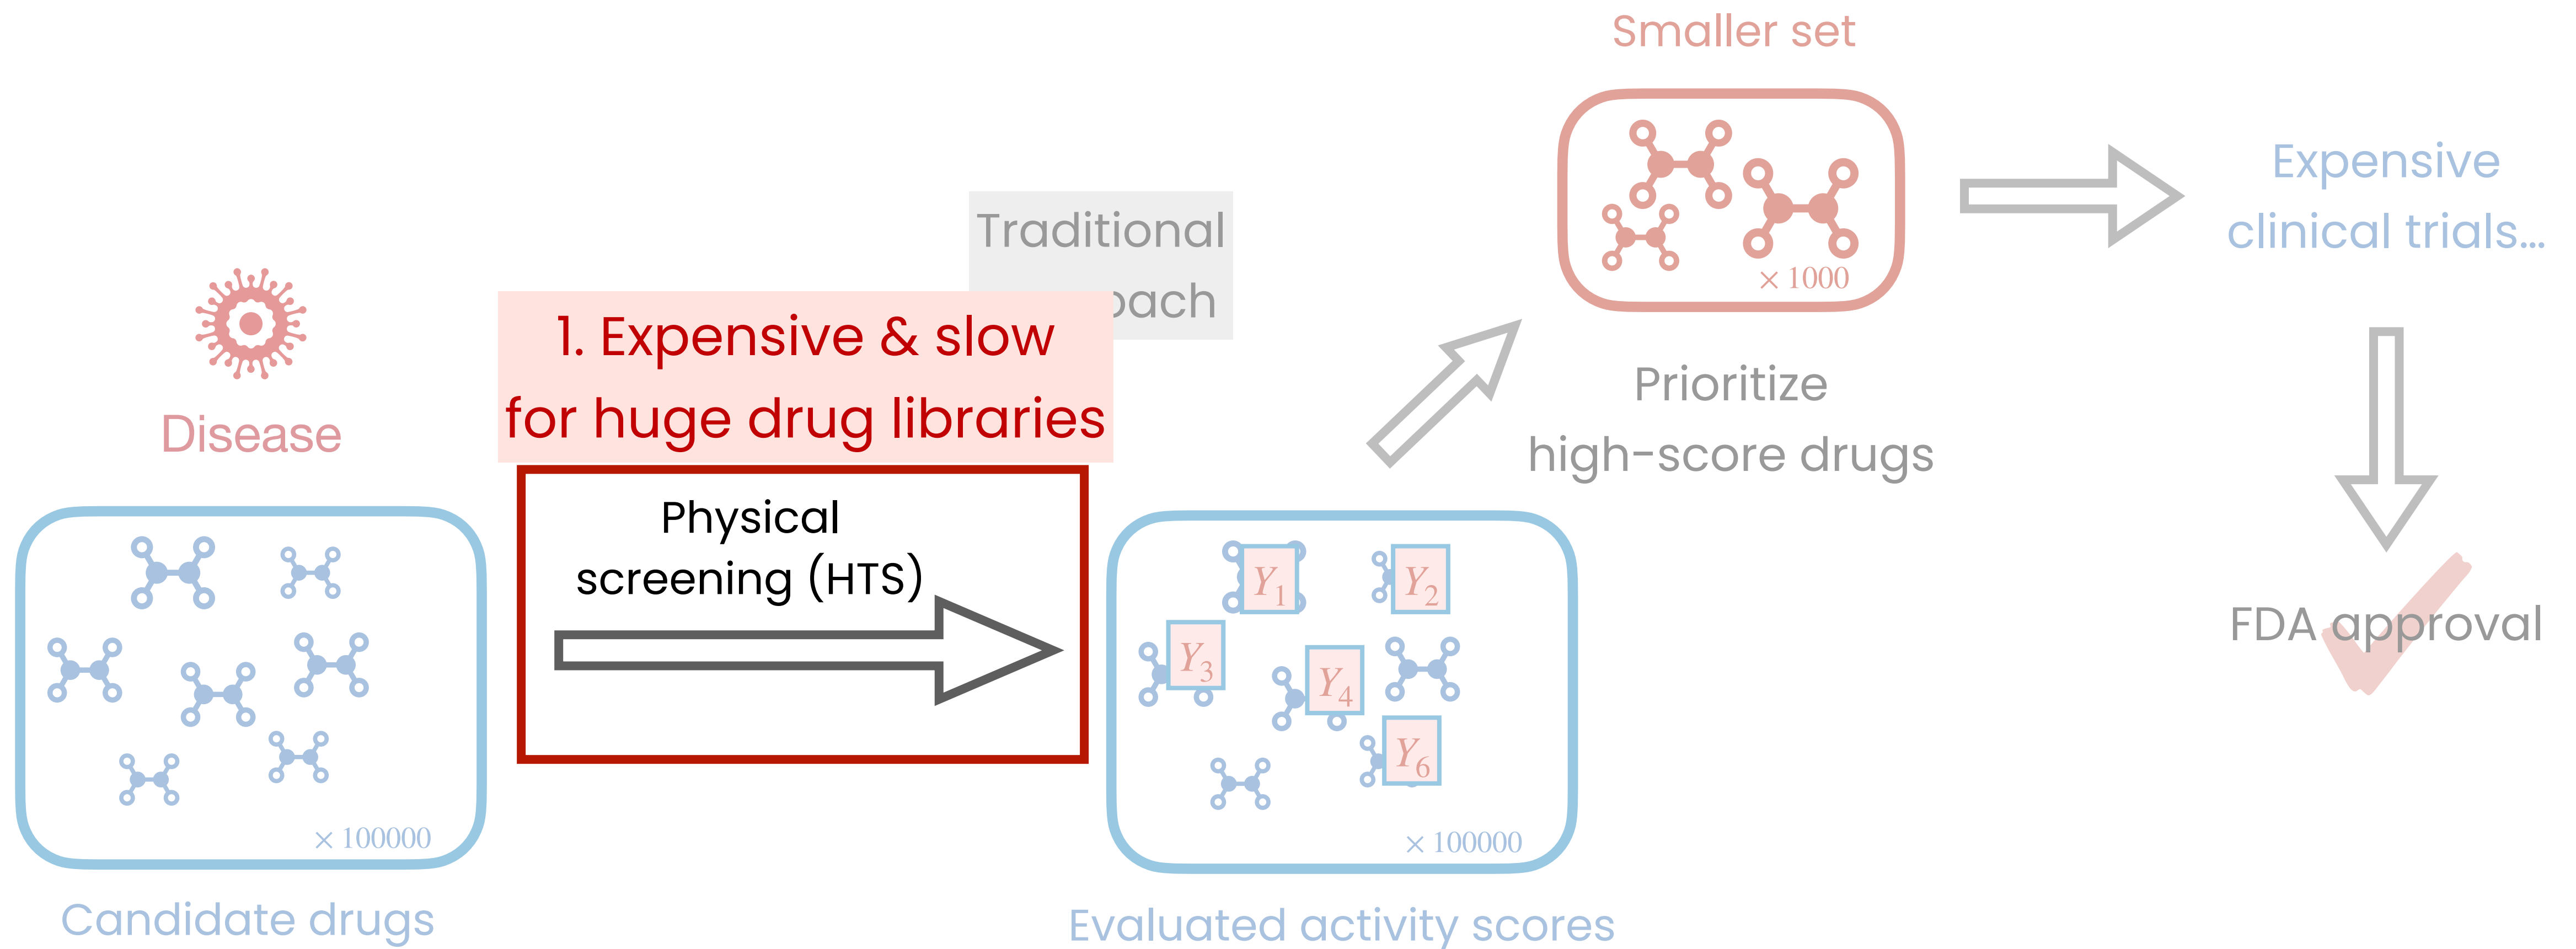 Disease
× 100000
Candidate drugs
1. Expensive & slow
for huge drug libraries
Physical
screening (HTS)
Traditional
Y1
Y2
Y3
Y4
Y6
× 100000
Evaluated activity scores
Smaller set
× 1000
Prioritize
high-score drugs
Expensive
clinical trials...
FDA approval